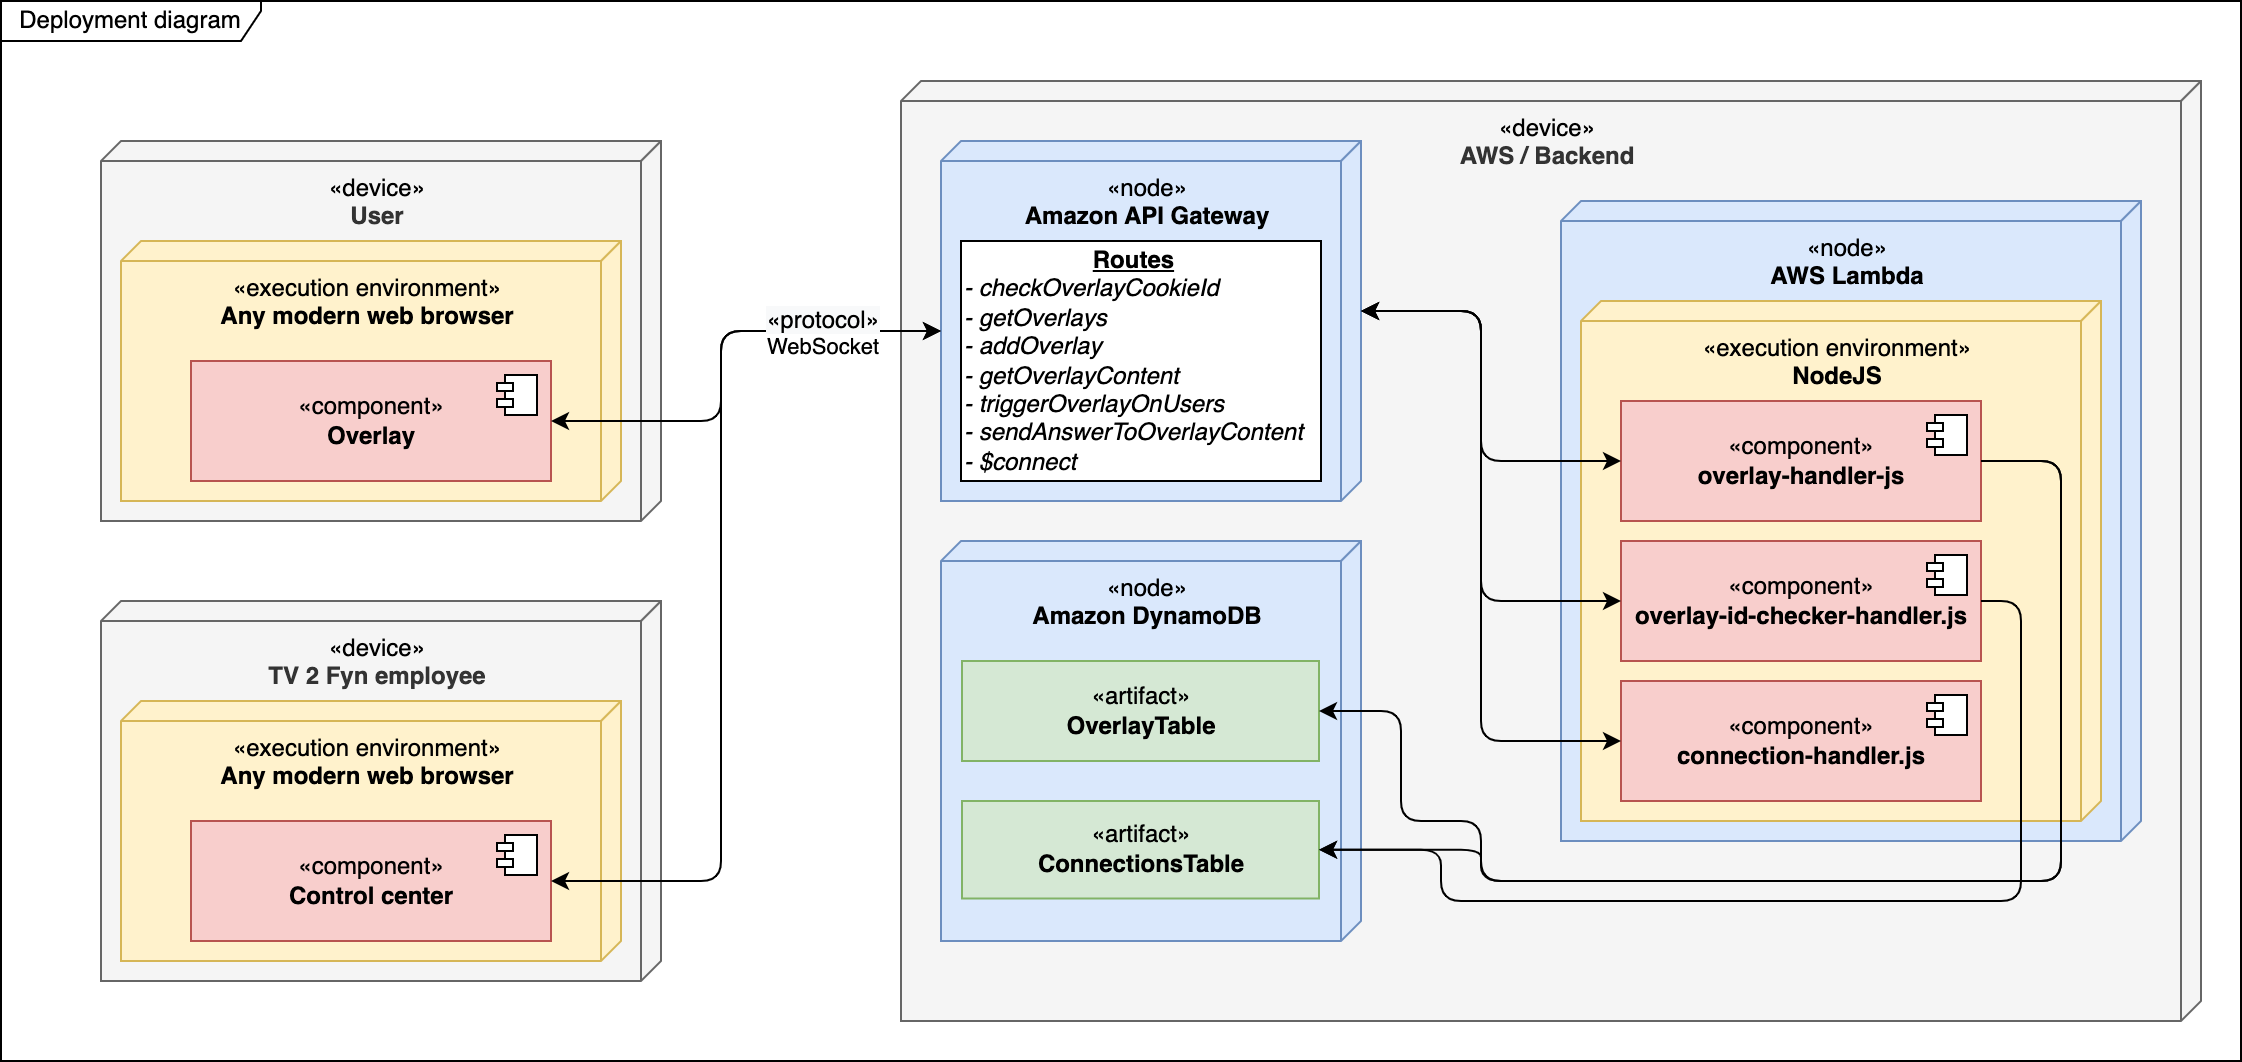 Deployment diagram
«device»
User
«execution environment»
Any modern web browser
«component»
Overlay
«device»
TV 2 Fyn employee
«execution environment»
Any modern web browser
«component»
Control center
«protocol»
WebSocket
«device»
AWS / Backend
«node»
Amazon API Gateway
Routes
- checkOverlayCookieId
- getOverlays
- addOverlay
- getOverlayContent
- triggerOverlayOnUsers
- sendAnswerToOverlayContent
- $connect
«node»
Amazon DynamoDB
«artifact»
OverlayTable
«artifact»
ConnectionsTable
«node»
AWS Lambda
«execution environment»
NodeJS
«component»
overlay-handler-js
«component»
overlay-id-checker-handler.js
«component»
connection-handler.js